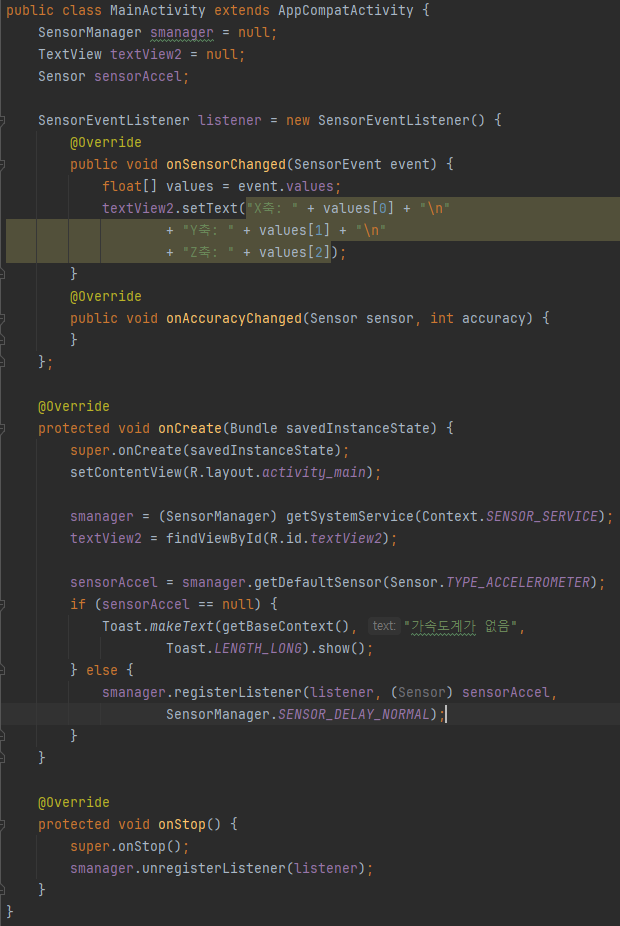 public class MainActivity extends AppCompatActivity {
    SensorManager smanager = null;
    TextView textView2 = null;
    Sensor sensorAccel;

    SensorEventListener listener = new SensorEventListener() {
        @Override
        public void onSensorChanged(SensorEvent event) {
            float[] values = event.values;
            textView2.setText("X축: " + values[0] + "\n"
                    + "Y축: " + values[1] + "\n"
                    + "Z축: " + values[2]);
        }
        @Override
        public void onAccuracyChanged(Sensor sensor, int accuracy) {
        }
    };

    @Override
    protected void onCreate(Bundle savedInstanceState) {
        super.onCreate(savedInstanceState);
        setContentView(R.layout.activity_main);

        smanager = (SensorManager) getSystemService(Context.SENSOR_SERVICE);
        textView2 = findViewById(R.id.textView2);

        sensorAccel = smanager.getDefaultSensor(Sensor.TYPE_ACCELEROMETER);
        if (sensorAccel == null) {
            Toast.makeText(getBaseContext(), text: "가속도계가 없음",
                    Toast.LENGTH_LONG).show();
        } else {
            smanager.registerListener(listener, (Sensor) sensorAccel,
                    SensorManager.SENSOR_DELAY_NORMAL);
        }
    }

    @Override
    protected void onStop() {
        super.onStop();
        smanager.unregisterListener(listener);
    }
}